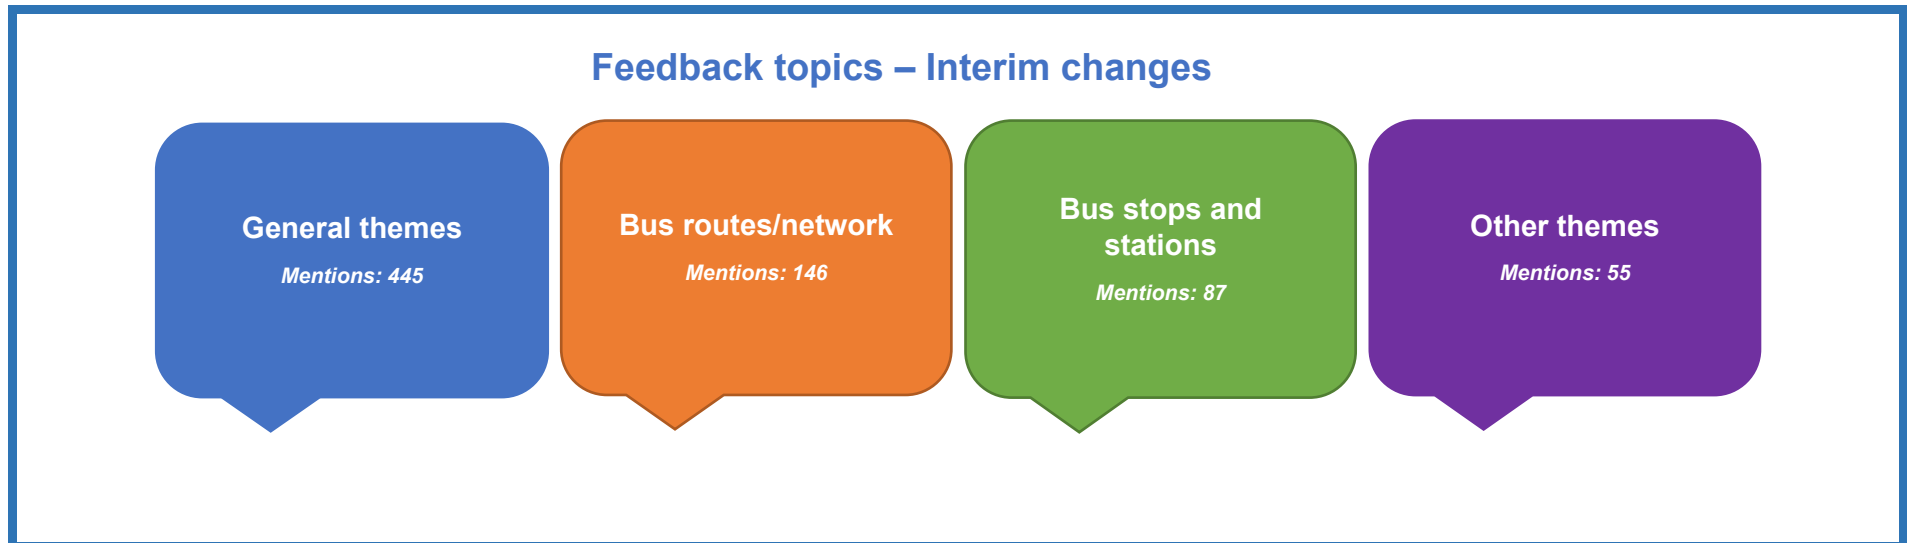 Feedback topics – Interim changes
General themes
Mentions: 445
Bus routes/network
Mentions: 146
Bus stops and
stations
Mentions: 87
Other themes
Mentions: 55